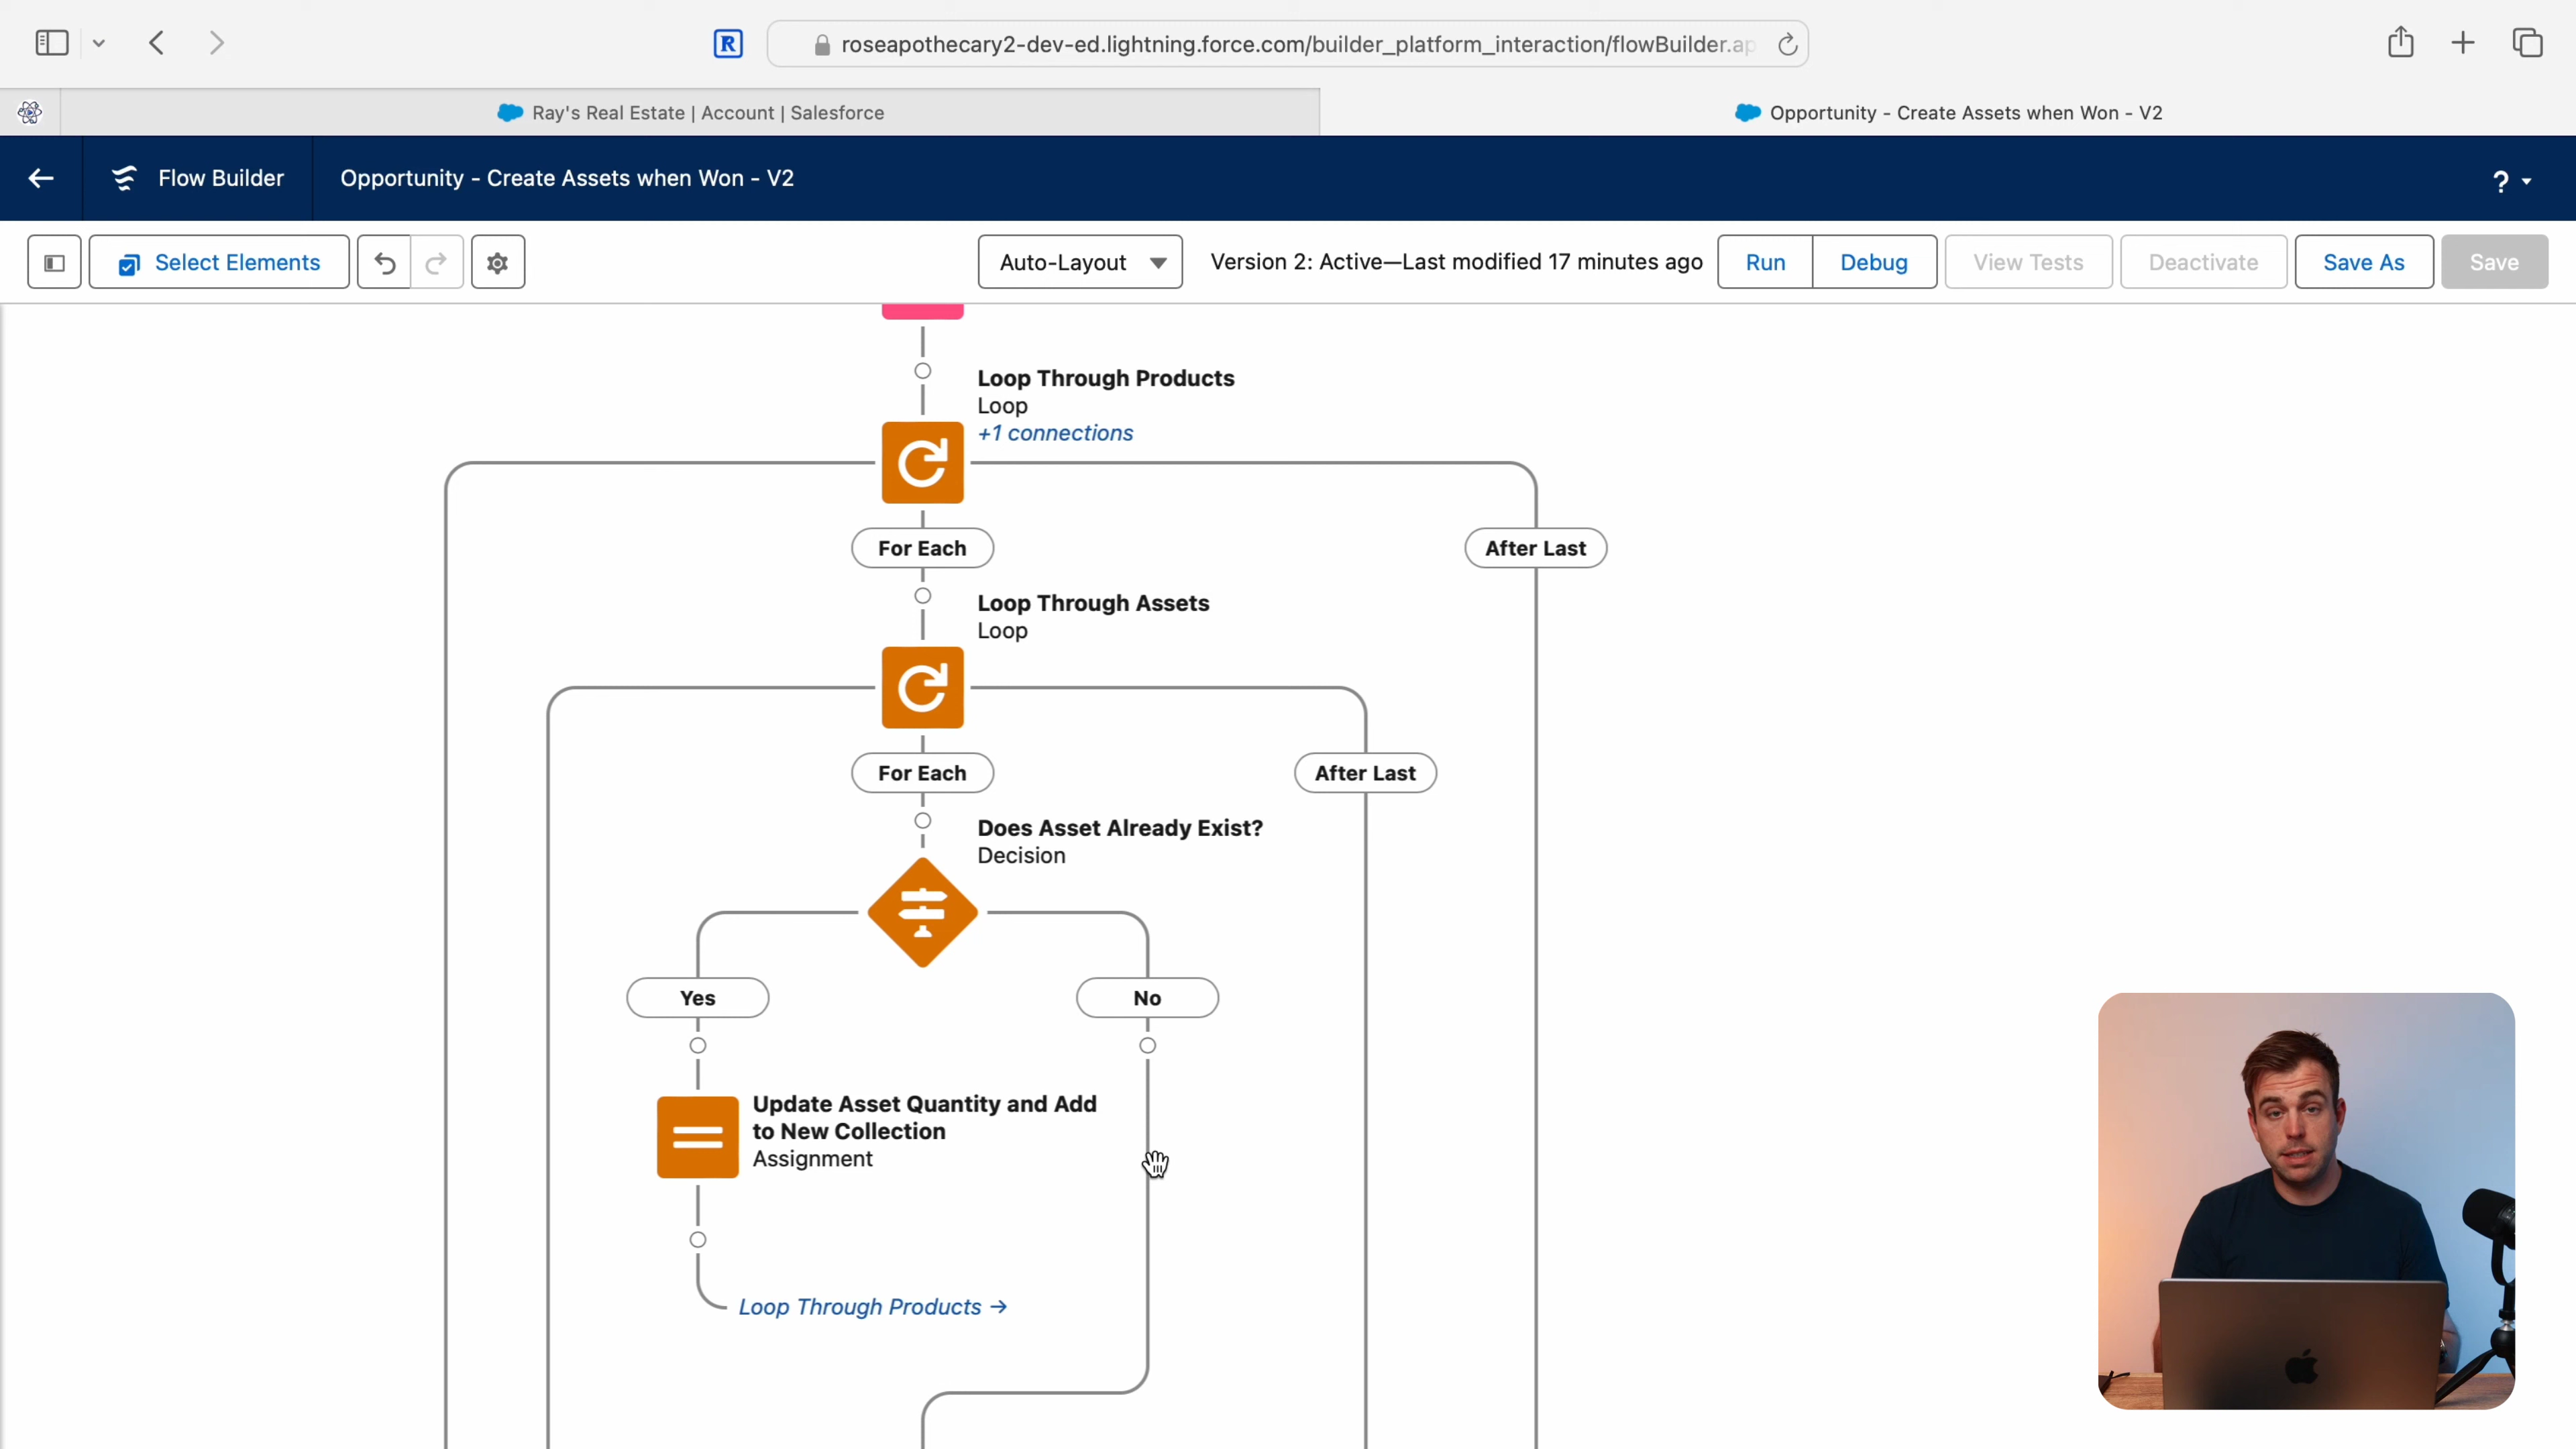 R
roseapothecary2-dev-ed.lightning.force.com/builder_platform_interaction/flowBuilder.ap
Ray's Real Estate | Account | Salesforce
Opportunity - Create Assets when Won - V2
Flow Builder
Opportunity - Create Assets when Won - V2
?
Select Elements
Auto-Layout
Version 2: Active—Last modified 17 minutes ago
Run
Debug
View Tests
Deactivate
Save As
Save
Loop Through Products
Loop
+1 connections
For Each
After Last
Loop Through Assets
Loop
For Each
After Last
Does Asset Already Exist?
Decision
Yes
No
Update Asset Quantity and Add
to New Collection
Assignment
Loop Through Products →